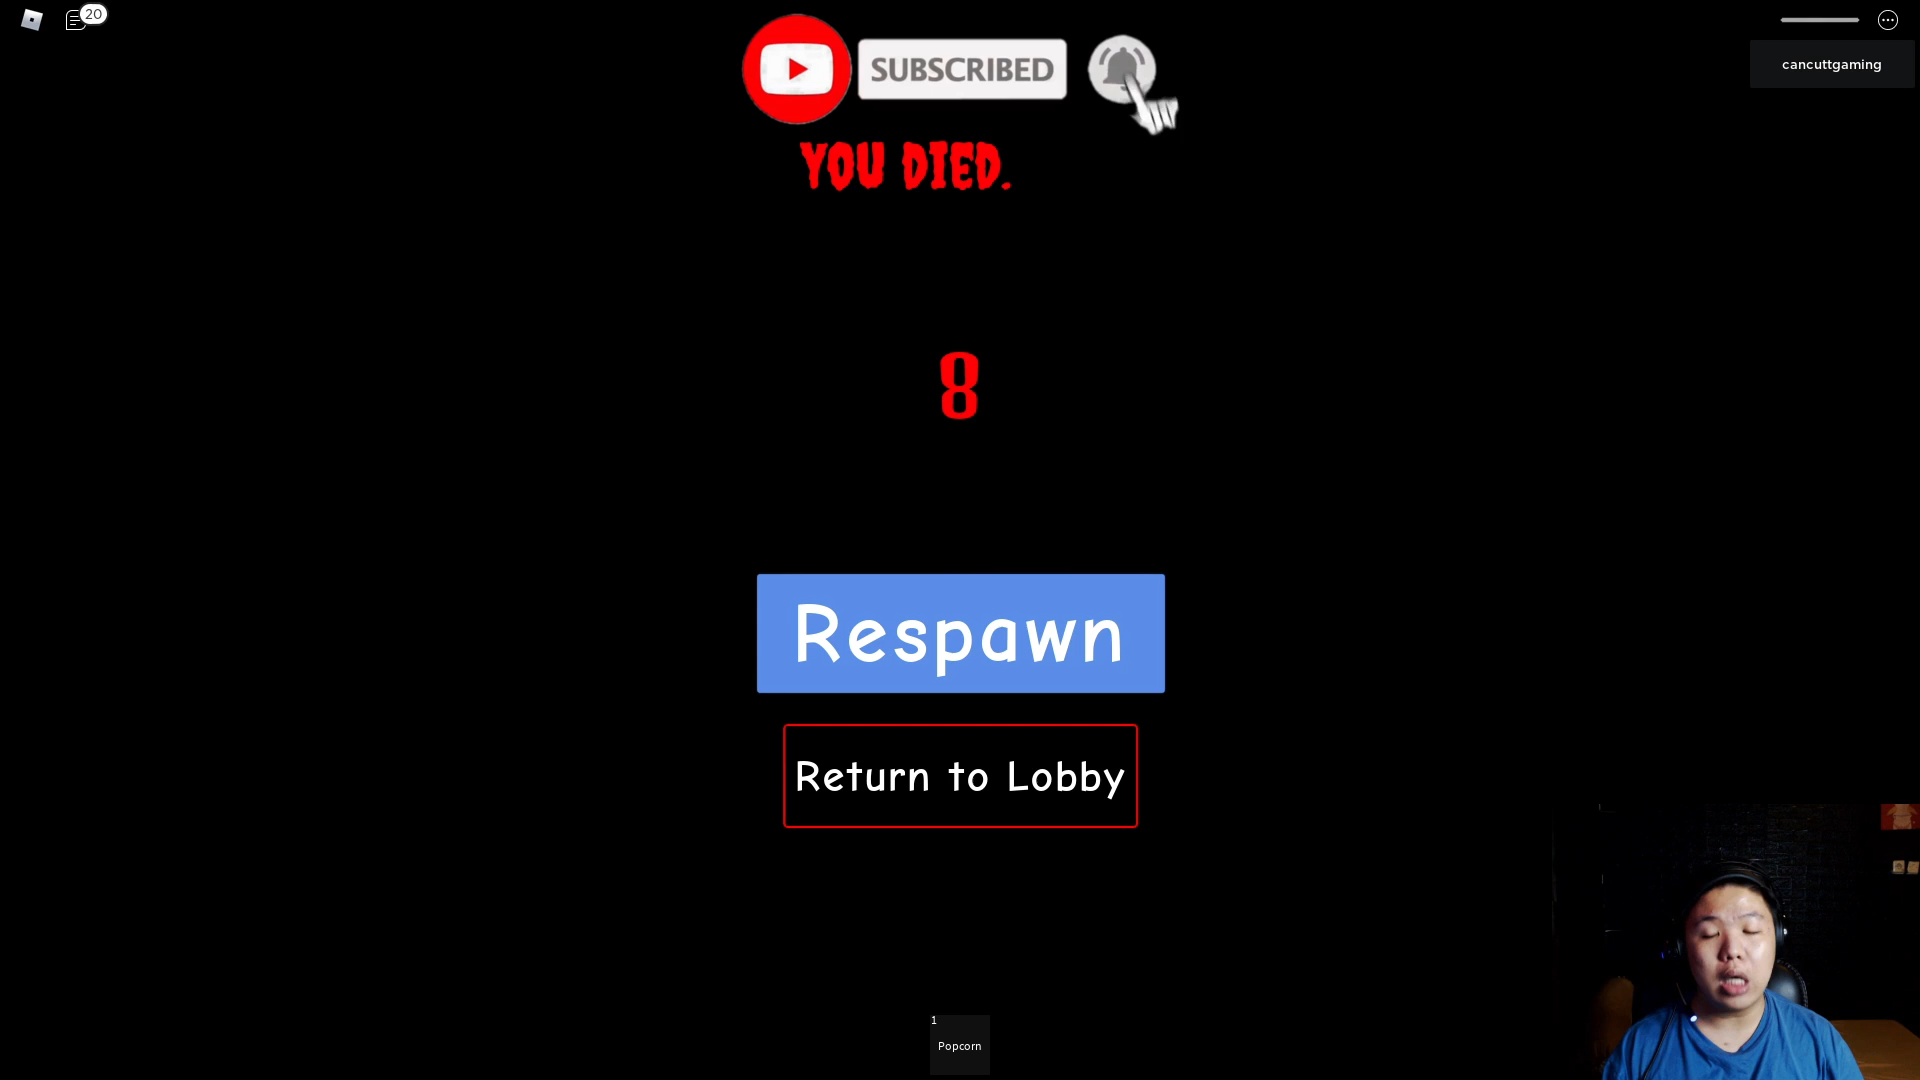 20
SUBSCRIBED
cancuttgaming
YOU DIED.
8
Respawn
Return to Lobby
1
Popcorn